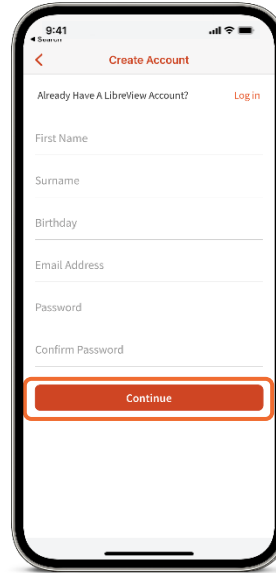 9:41
◀ Search
Create Account
Already Have A LibreView Account? Log in
First Name
Surname
Birthday
Email Address
Password
Confirm Password
Continue